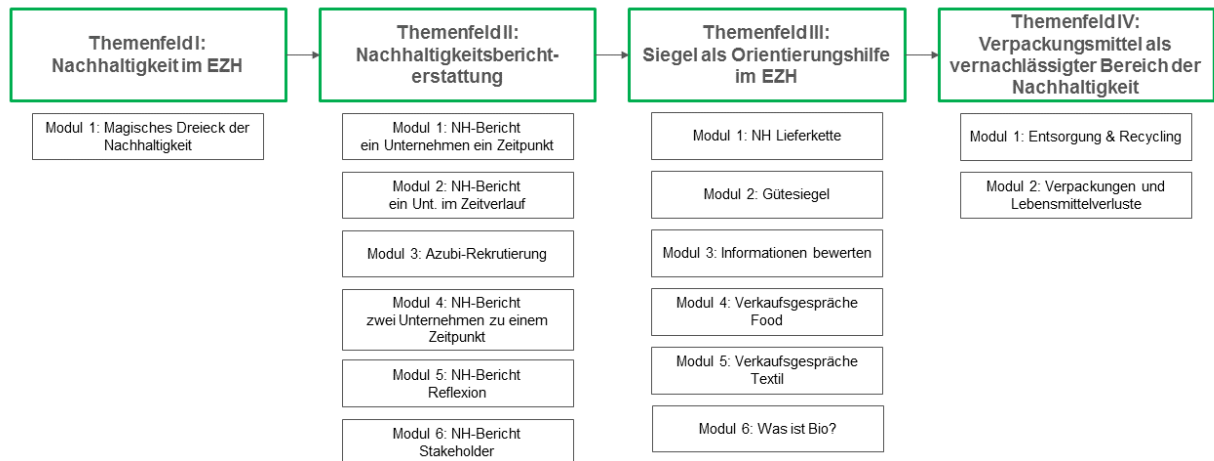 Themenfeld I:
Nachhaltigkeit im EZH
Modul 1: Magisches Dreieck der
Nachhaltigkeit
Themenfeld II:
Nachhaltigkeitsbericht-
erstattung
Modul 1: NH-Bericht
ein Unternehmen ein Zeitpunkt
Modul 2: NH-Bericht
ein Unt. im Zeitverlauf
Modul 3: Azubi-Rekrutierung
Modul 4: NH-Bericht
zwei Unternehmen zu einem
Zeitpunkt
Modul 5: NH-Bericht
Reflexion
Modul 6: NH-Bericht
Stakeholder
Themenfeld III:
Siegel als Orientierungshilfe
im EZH
Modul 1: NH Lieferkette
Modul 2: Gütesiegel
Modul 3: Informationen bewerten
Modul 4: Verkaufsgespräche
Food
Modul 5: Verkaufsgespräche
Textil
Modul 6: Was ist Bio?
Themenfeld IV:
Verpackungsmittel als
vernachlässigter Bereich der
Nachhaltigkeit
Modul 1: Entsorgung & Recycling
Modul 2: Verpackungen und
Lebensmittelverluste